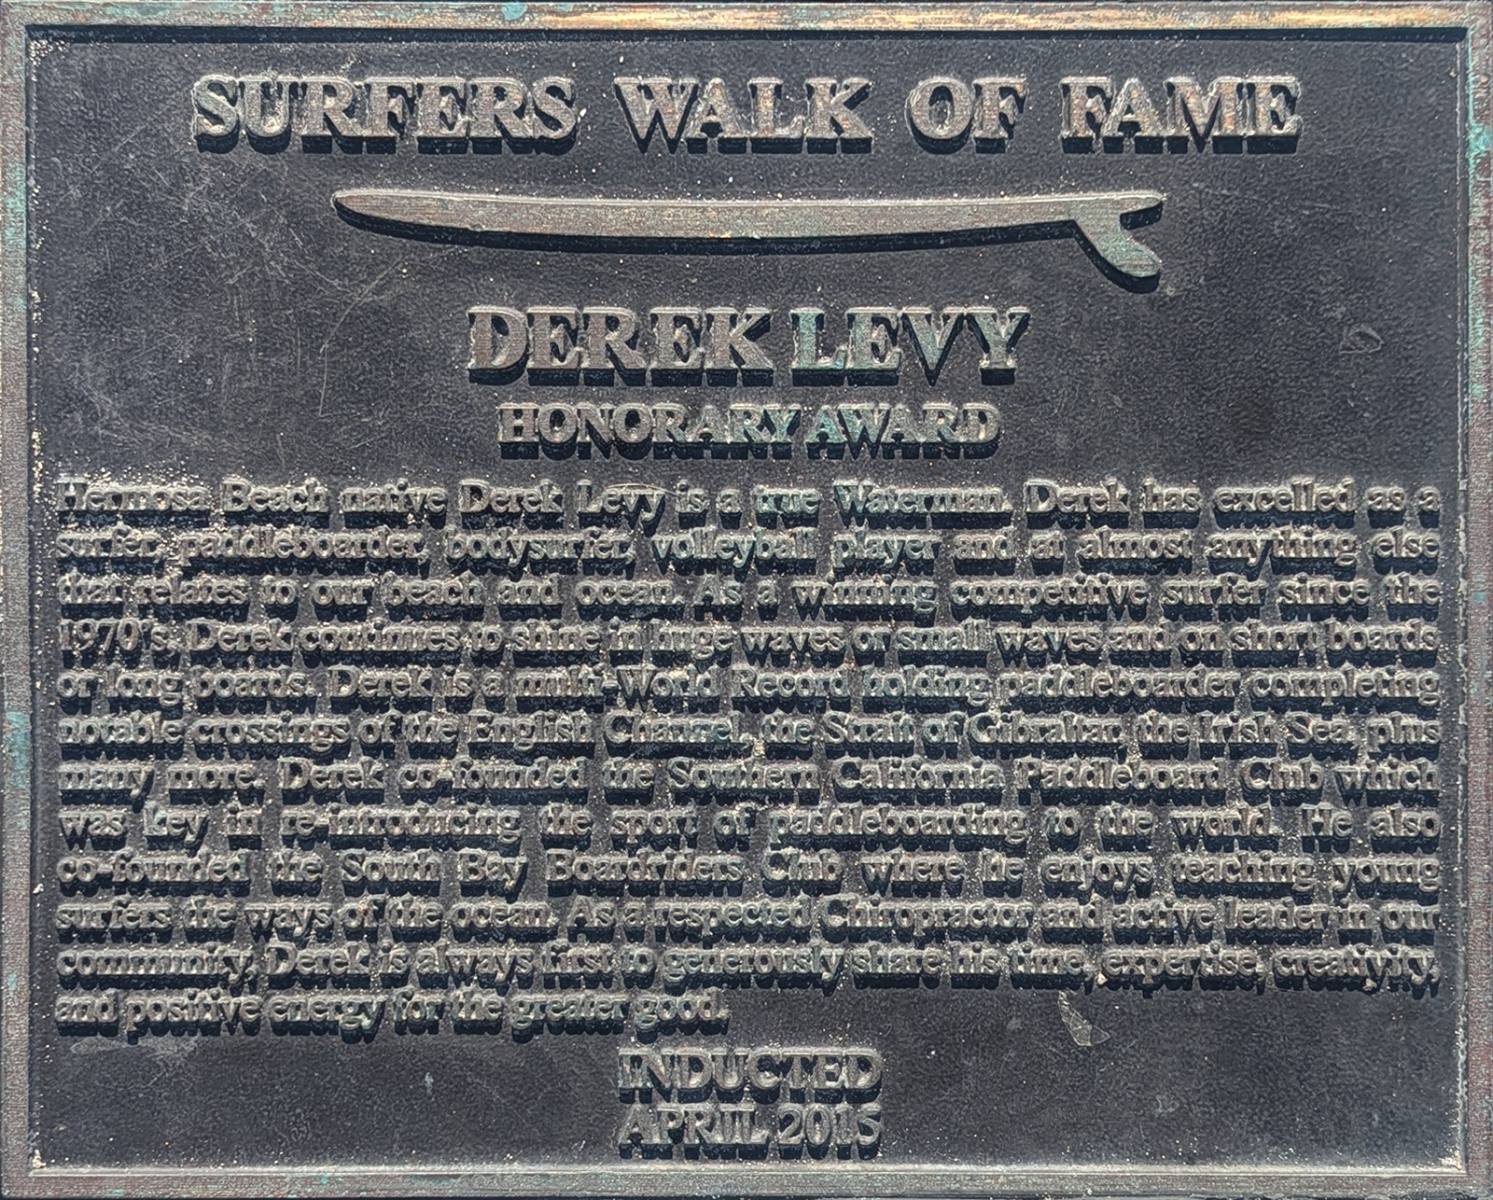 SURFERS WALK OF FAME
DEREK LEVY
HONORARY AWARD
Hermosa Beach native Derek Levy is a true Waterman. Derek has excelled as a
surfer, paddleboarder, bodysurfer, volleyball player and at almost anything else
that relates to our beach and ocean. As a winning competitive surfer since the
1970's, Derek continues to shine in huge waves or small waves and on short boards
or long boards. Derek is a multi-World Record holding paddleboarder completing
notable crossings of the English Channel, the Strait of Gibraltar, the Irish Sea, plus
many more. Derek co-founded the Southern California Paddleboard Club which
was key in re-introducing the sport of paddleboarding to the world. He also
co-founded the South Bay Boardriders Club where he enjoys teaching young
surfers the ways of the ocean. As a respected Chiropractor and active leader in our
community, Derek is always first to generously share his time, expertise, creativity,
and positive energy for the greater good.
INDUCTED
APRIL 2015